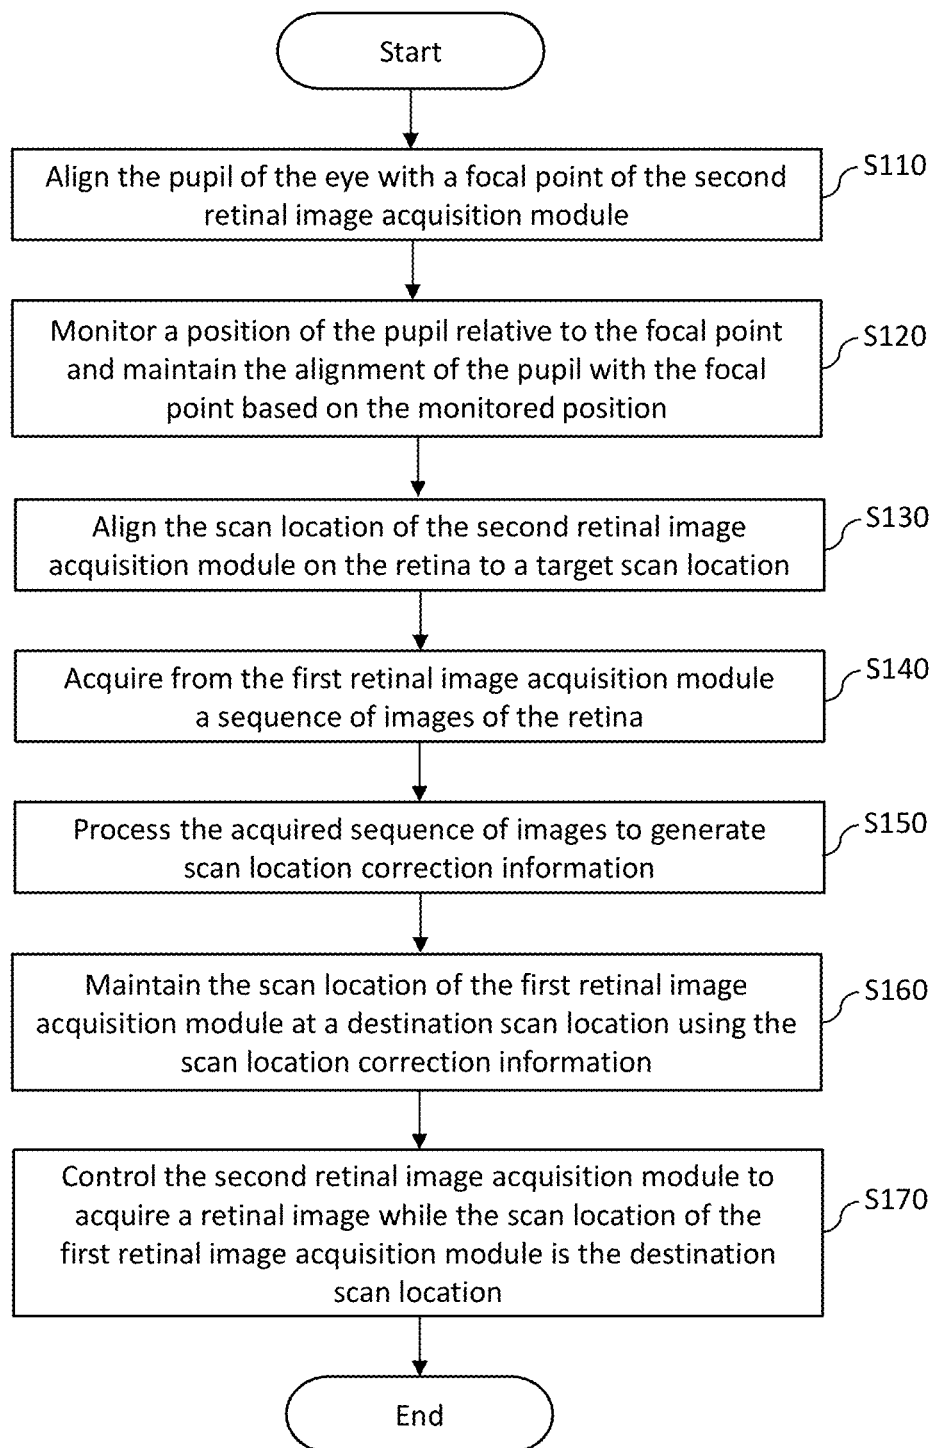 Start
Align the pupil of the eye with a focal point of the second
retinal image acquisition module
S110
Monitor a position of the pupil relative to the focal point
and maintain the alignment of the pupil with the focal
point based on the monitored position
S120
Align the scan location of the second retinal image
acquisition module on the retina to a target scan location
S130
Acquire from the first retinal image acquisition module
a sequence of images of the retina
S140
Process the acquired sequence of images to generate
scan location correction information
S150
Maintain the scan location of the first retinal image
acquisition module at a destination scan location using the
scan location correction information
S160
Control the second retinal image acquisition module to
acquire a retinal image while the scan location of the
first retinal image acquisition module is the destination
scan location
S170
End